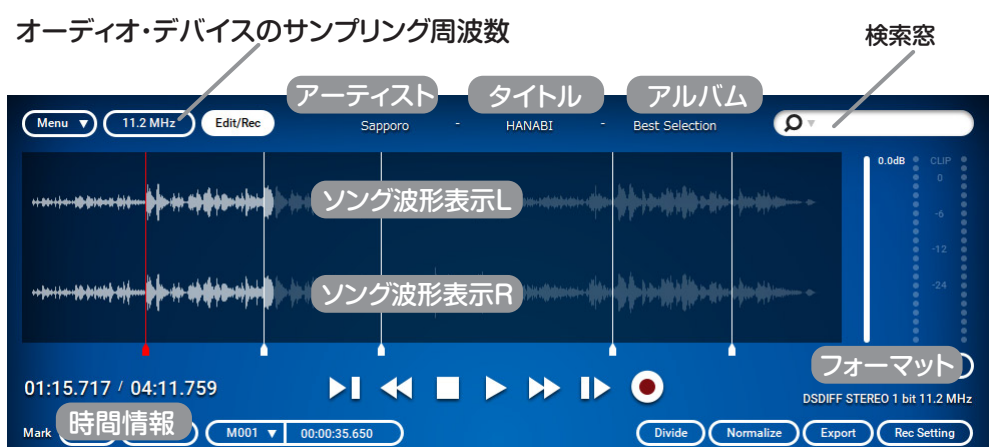 オーディオ・デバイスのサンプリング周波数
検索窓
アーティスト タイトル アルバム
Menu ▼ 11.2 MHz Edit/Rec Sapporo - HANABI - Best Selection
0.0dB CLIP
0
ソング波形表示L
-6
-12
-24
ソング波形表示R
フォーマット
01:15.717 / 04:11.759
DSDIFF STEREO 1 bit 11.2 MHz
時間情報
Mark M001 ▼ 00:00:35.650 Divide Normalize Export Rec Setting